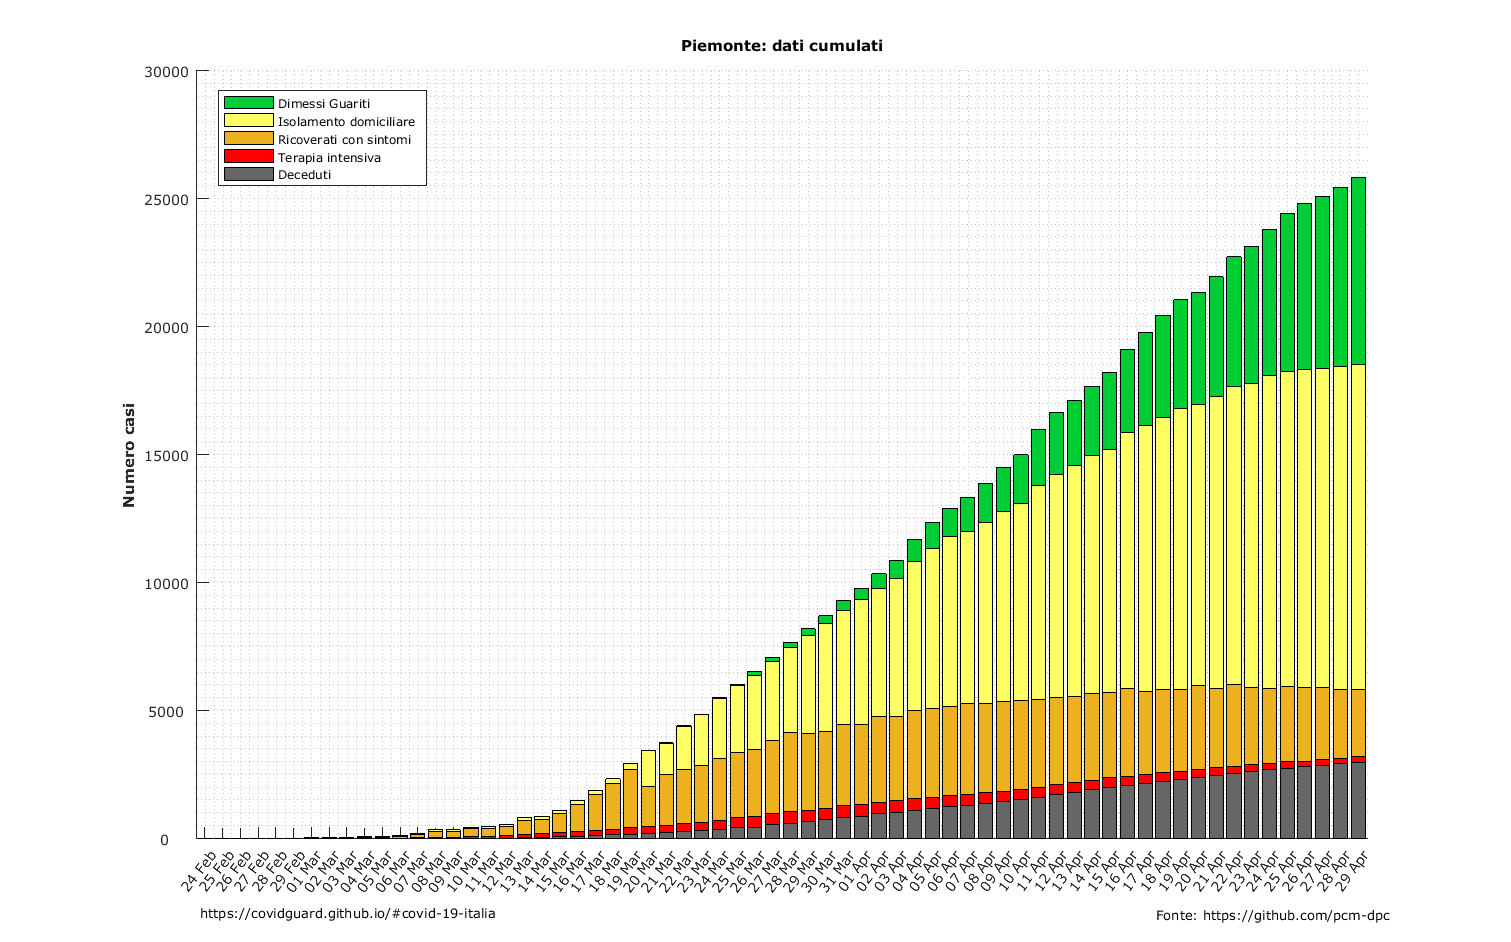 Piemonte: dati cumulati
30000
25000
20000
15000
10000
5000
0
Numero casi
Dimessi Guariti
Isolamento domiciliare
Ricoverati con sintomi
Terapia intensiva
Deceduti
24 Feb
25 Feb
26 Feb
27 Feb
28 Feb
29 Feb
01 Mar
02 Mar
03 Mar
04 Mar
05 Mar
06 Mar
07 Mar
08 Mar
09 Mar
10 Mar
11 Mar
12 Mar
13 Mar
14 Mar
15 Mar
16 Mar
17 Mar
18 Mar
19 Mar
20 Mar
21 Mar
22 Mar
23 Mar
24 Mar
25 Mar
26 Mar
27 Mar
28 Mar
29 Mar
30 Mar
31 Mar
01 Apr
02 Apr
03 Apr
04 Apr
05 Apr
06 Apr
07 Apr
08 Apr
09 Apr
10 Apr
11 Apr
12 Apr
13 Apr
14 Apr
15 Apr
16 Apr
17 Apr
18 Apr
19 Apr
20 Apr
21 Apr
22 Apr
23 Apr
24 Apr
25 Apr
26 Apr
27 Apr
28 Apr
29 Apr
https://covidguard.github.io/#covid-19-italia
Fonte: https://github.com/pcm-dpc